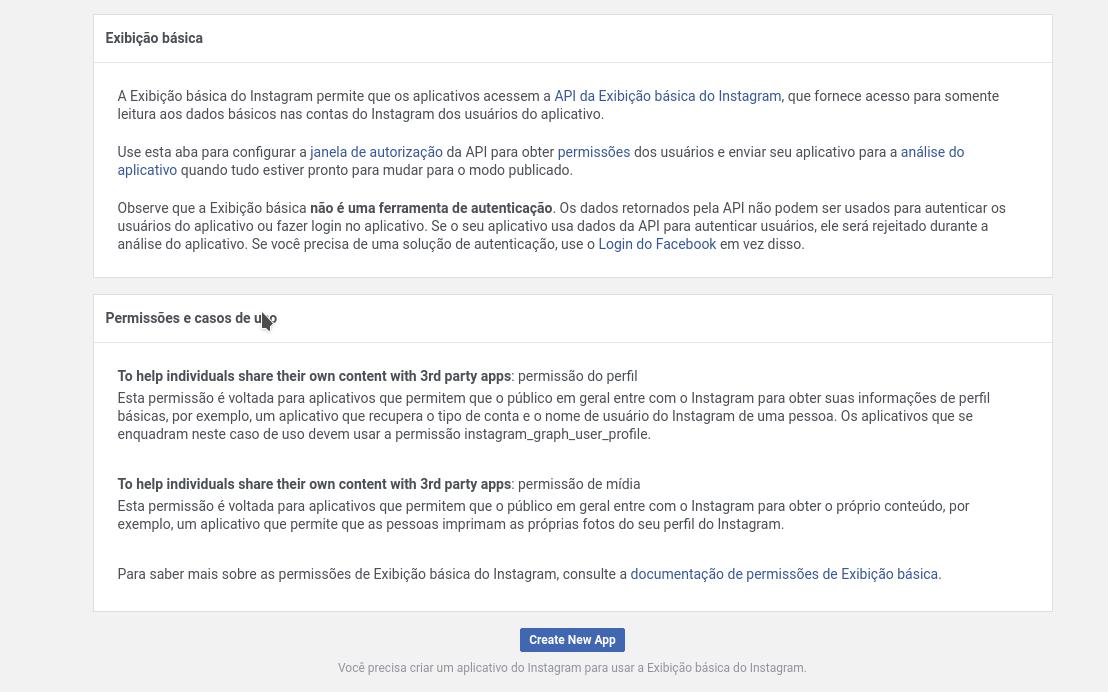 Exibição básica
A Exibição básica do Instagram permite que os aplicativos acessem a API da Exibição básica do Instagram, que fornece acesso para somente
leitura aos dados básicos nas contas do Instagram dos usuários do aplicativo.
Use esta aba para configurar a janela de autorização da API para obter permissões dos usuários e enviar seu aplicativo para a análise do
aplicativo quando tudo estiver pronto para mudar para o modo publicado.
Observe que a Exibição básica não é uma ferramenta de autenticação. Os dados retornados pela API não podem ser usados para autenticar os
usuários do aplicativo ou fazer login no aplicativo. Se o seu aplicativo usa dados da API para autenticar usuários, ele será rejeitado durante a
análise do aplicativo. Se você precisa de uma solução de autenticação, use o Login do Facebook em vez disso.
Permissões e casos de uso
To help individuals share their own content with 3rd party apps: permissão do perfil
Esta permissão é voltada para aplicativos que permitem que o público em geral entre com o Instagram para obter suas informações de perfil
básicas, por exemplo, um aplicativo que recupera o tipo de conta e o nome de usuário do Instagram de uma pessoa. Os aplicativos que se
enquadram neste caso de uso devem usar a permissão instagram_graph_user_profile.
To help individuals share their own content with 3rd party apps: permissão de mídia
Esta permissão é voltada para aplicativos que permitem que o público em geral entre com o Instagram para obter o próprio conteúdo, por
exemplo, um aplicativo que permite que as pessoas imprimam as próprias fotos do seu perfil do Instagram.
Para saber mais sobre as permissões de Exibição básica do Instagram, consulte a documentação de permissões de Exibição básica.
Create New App
Você precisa criar um aplicativo do Instagram para usar a Exibição básica do Instagram.